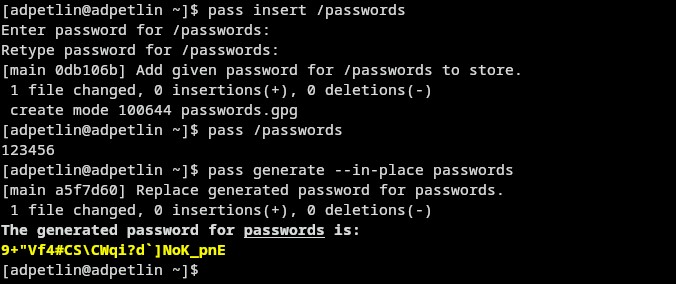 [adpetlin@adpetlin ~]$ pass insert /passwords
Enter password for /passwords:
Retype password for /passwords:
[main 0db106b] Add given password for /passwords to store.
 1 file changed, 0 insertions(+), 0 deletions(-)
 create mode 100644 passwords.gpg
[adpetlin@adpetlin ~]$ pass /passwords
123456
[adpetlin@adpetlin ~]$ pass generate --in-place passwords
[main a5f7d60] Replace generated password for passwords.
 1 file changed, 0 insertions(+), 0 deletions(-)
The generated password for passwords is:
9+"Vf4#CS\CWqi?d`]NoK_pnE
[adpetlin@adpetlin ~]$